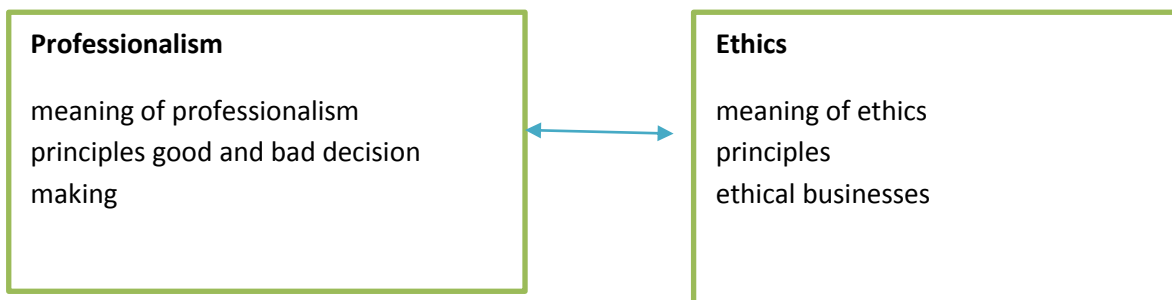 Professionalism
meaning of professionalism
principles good and bad decision
making
Ethics
meaning of ethics
principles
ethical businesses